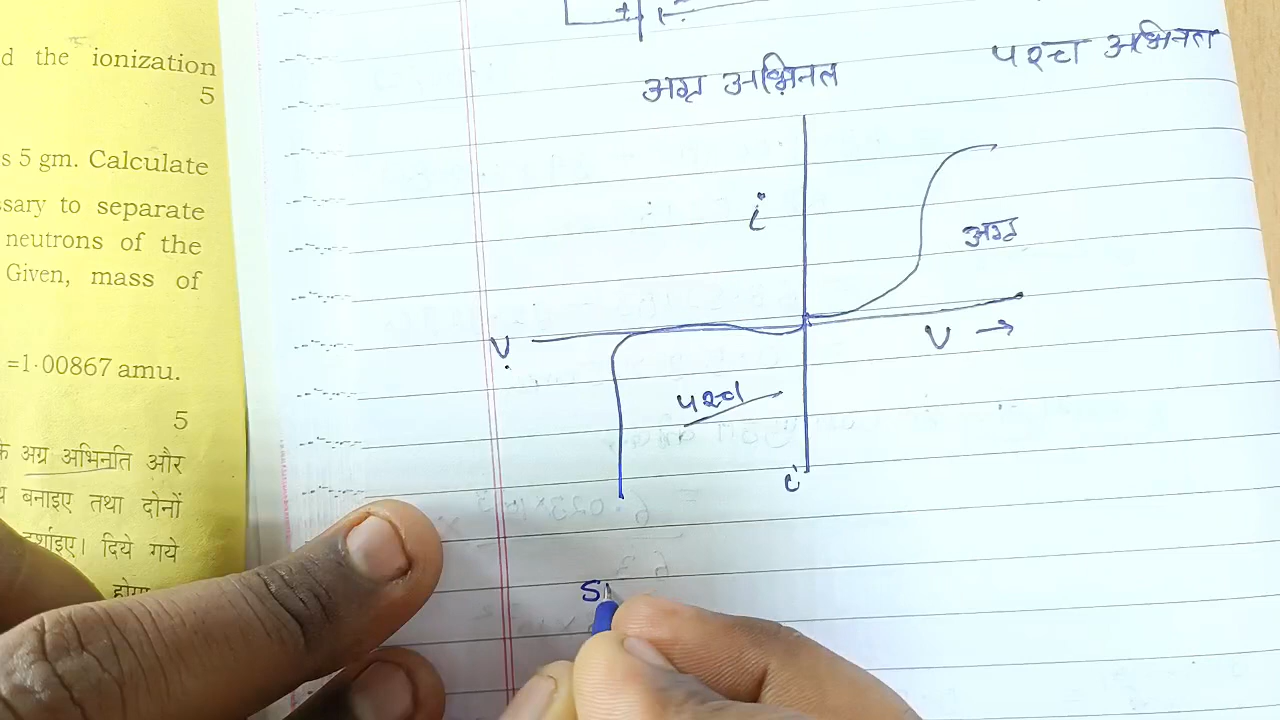 d the ionization
5
s 5 gm. Calculate
ssary to separate
neutrons of the
Given, mass of
=1·00867 amu.
5
के अग्र अभिनति और
बनाइए तथा दोनों
दर्शाइए। दिये गये
होगा
+
अग्र अभिनत
पश्च अभिनत
i
अग्र
V
V →
पश्च
i
S